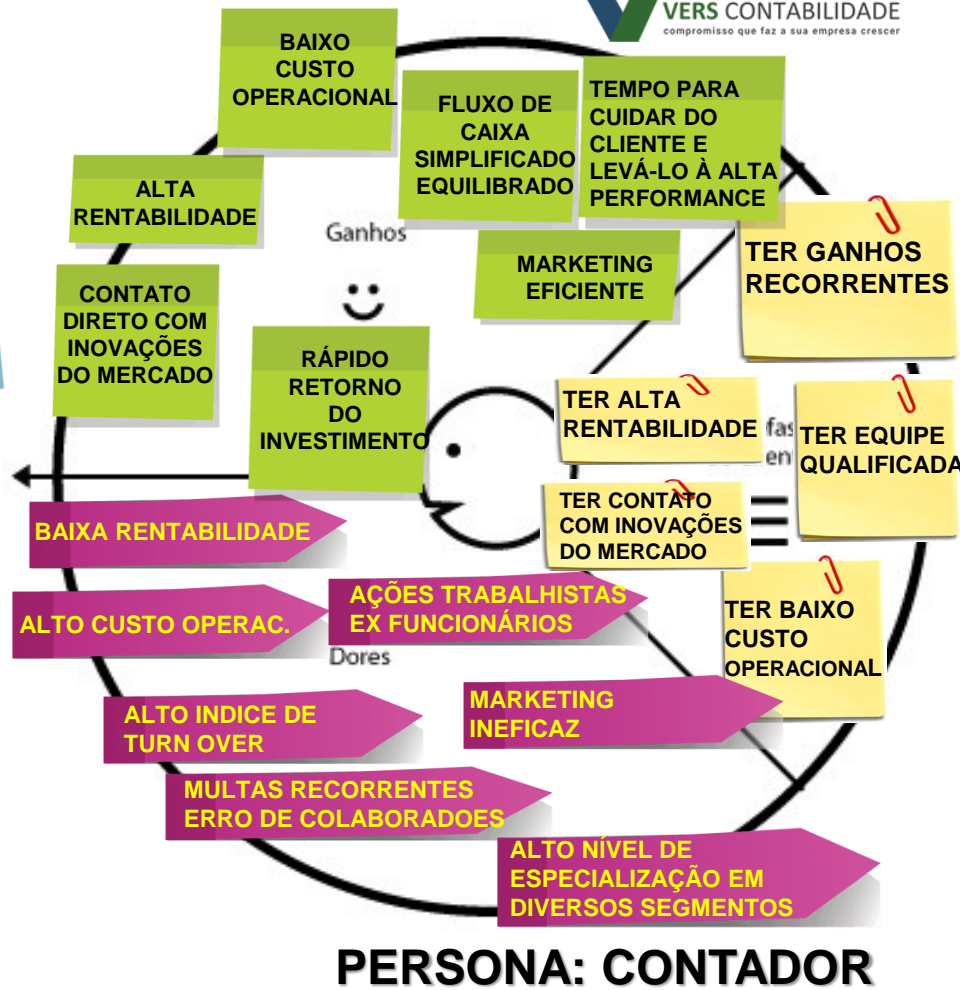 VERS CONTABILIDADE
compromisso que faz a sua empresa crescer
BAIXO
CUSTO
OPERACIONAL
FLUXO DE
CAIXA
SIMPLIFICADO
EQUILIBRADO
TEMPO PARA
CUIDAR DO
CLIENTE E
LEVÁ-LO À ALTA
PERFORMANCE
ALTA
RENTABILIDADE
Ganhos
MARKETING
EFICIENTE
TER GANHOS
RECORRENTES
CONTATO
DIRETO COM
INOVAÇÕES
DO MERCADO
RÁPIDO
RETORNO
DO
INVESTIMENTO
TER ALTA
RENTABILIDADE
TER EQUIPE
QUALIFICADA
TER CONTATO
COM INOVAÇÕES
DO MERCADO
BAIXA RENTABILIDADE
ALTO CUSTO OPERAC.
AÇÕES TRABALHISTAS
EX FUNCIONÁRIOS
TER BAIXO
CUSTO
OPERACIONAL
Dores
ALTO INDICE DE
TURN OVER
MARKETING
INEFICAZ
MULTAS RECORRENTES
ERRO DE COLABORADOES
ALTO NÍVEL DE
ESPECIALIZAÇÃO EM
DIVERSOS SEGMENTOS
PERSONA: CONTADOR